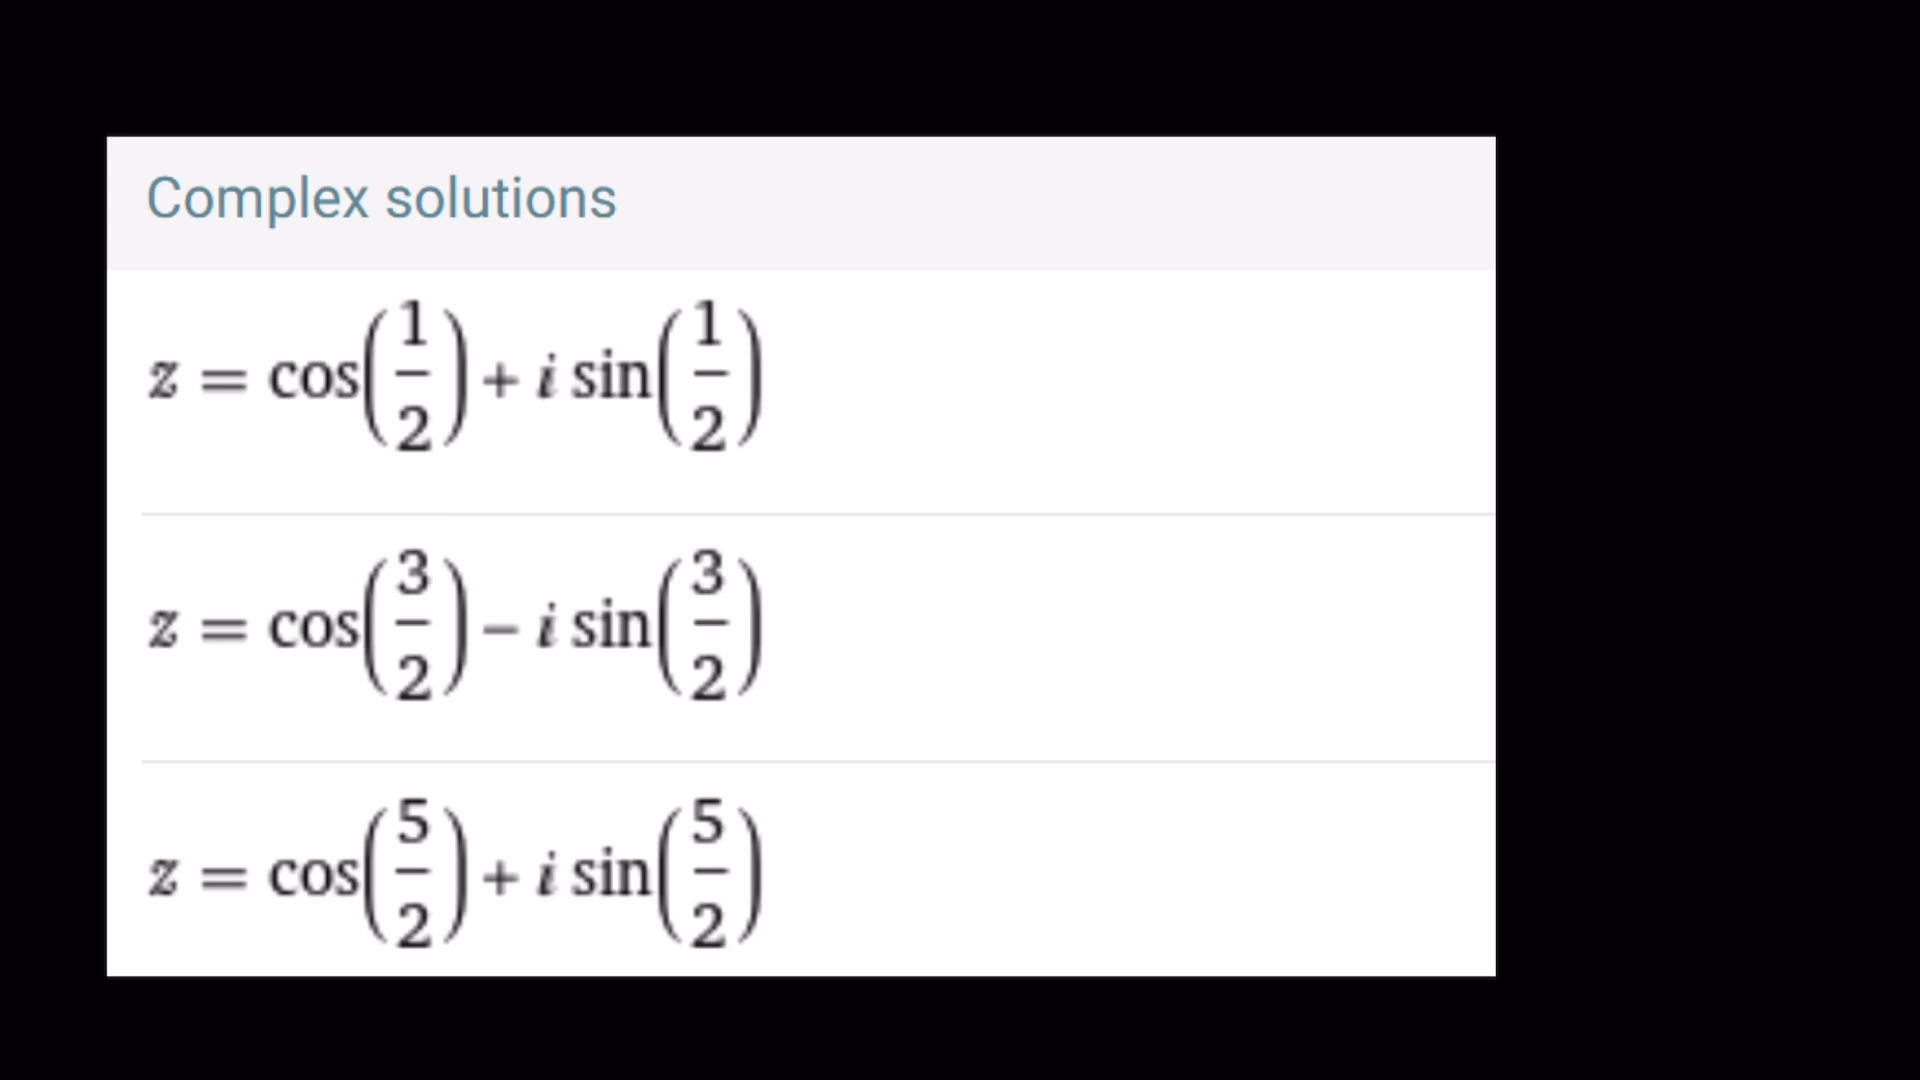 Complex solutions
z = cos(1/2) + i sin(1/2)
z = cos(3/2) − i sin(3/2)
z = cos(5/2) + i sin(5/2)